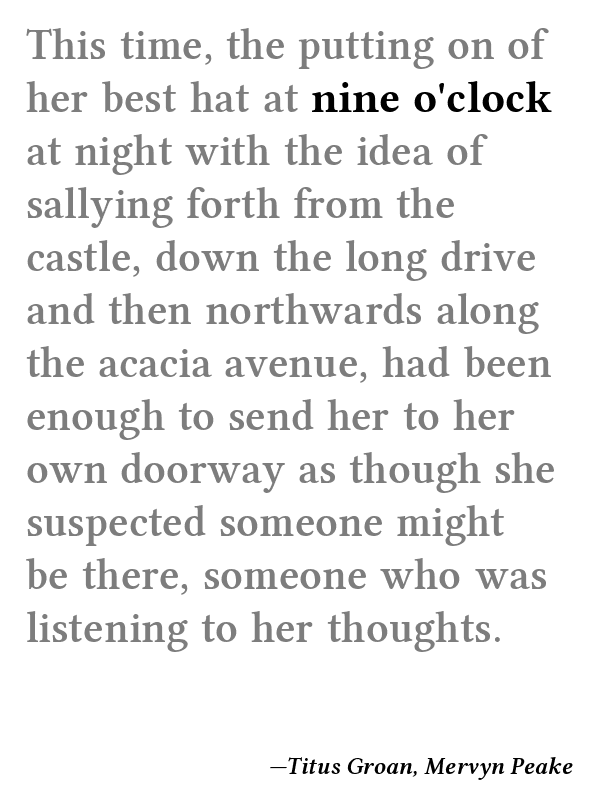 This time, the putting on of
her best hat at nine o'clock
at night with the idea of
sallying forth from the
castle, down the long drive
and then northwards along
the acacia avenue, had been
enough to send her to her
own doorway as though she
suspected someone might
be there, someone who was
listening to her thoughts.
—Titus Groan, Mervyn Peake